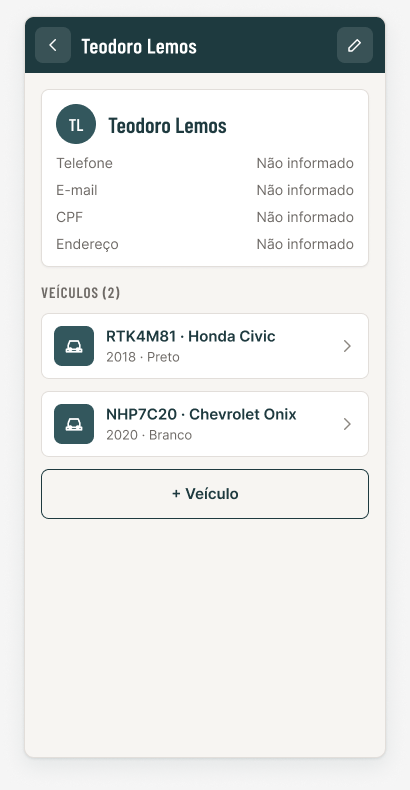 Teodoro Lemos
TL Teodoro Lemos
Telefone Não informado
E-mail Não informado
CPF Não informado
Endereço Não informado
VEÍCULOS (2)
RTK4M81 · Honda Civic
2018 · Preto
NHP7C20 · Chevrolet Onix
2020 · Branco
+ Veículo